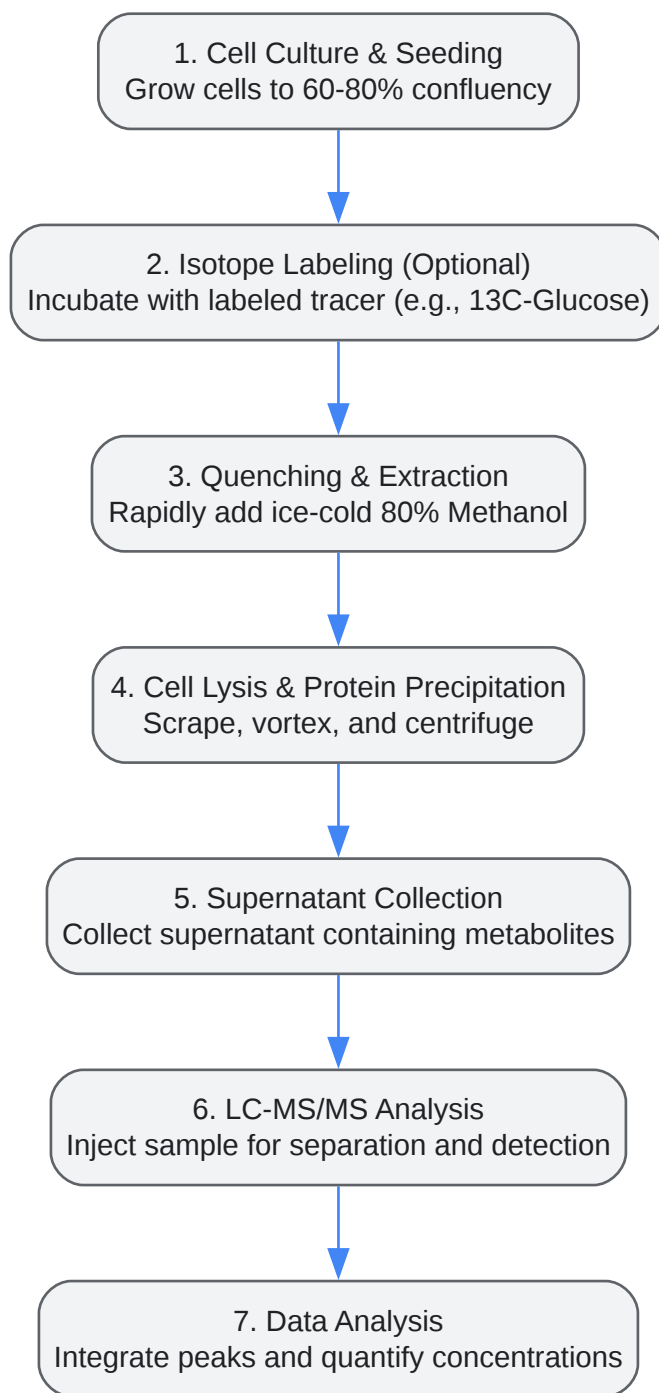 1. Cell Culture & Seeding
Grow cells to 60-80% confluency
2. Isotope Labeling (Optional)
Incubate with labeled tracer (e.g., 13C-Glucose)
3. Quenching & Extraction
Rapidly add ice-cold 80% Methanol
4. Cell Lysis & Protein Precipitation
Scrape, vortex, and centrifuge
5. Supernatant Collection
Collect supernatant containing metabolites
6. LC-MS/MS Analysis
Inject sample for separation and detection
7. Data Analysis
Integrate peaks and quantify concentrations